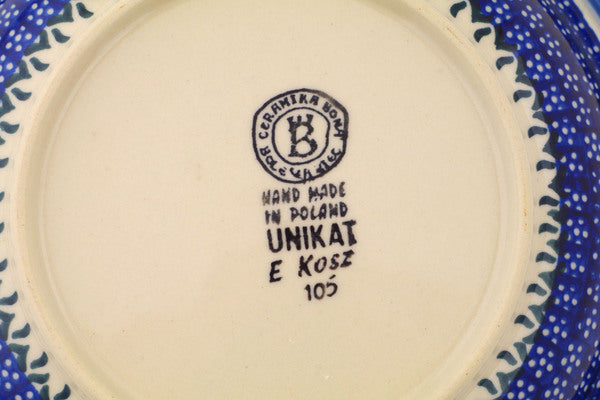 CERAMIKA BONA
BOLESŁAWIEC
B
HAND MADE
IN POLAND
UNIKAT
E KOSZ
105